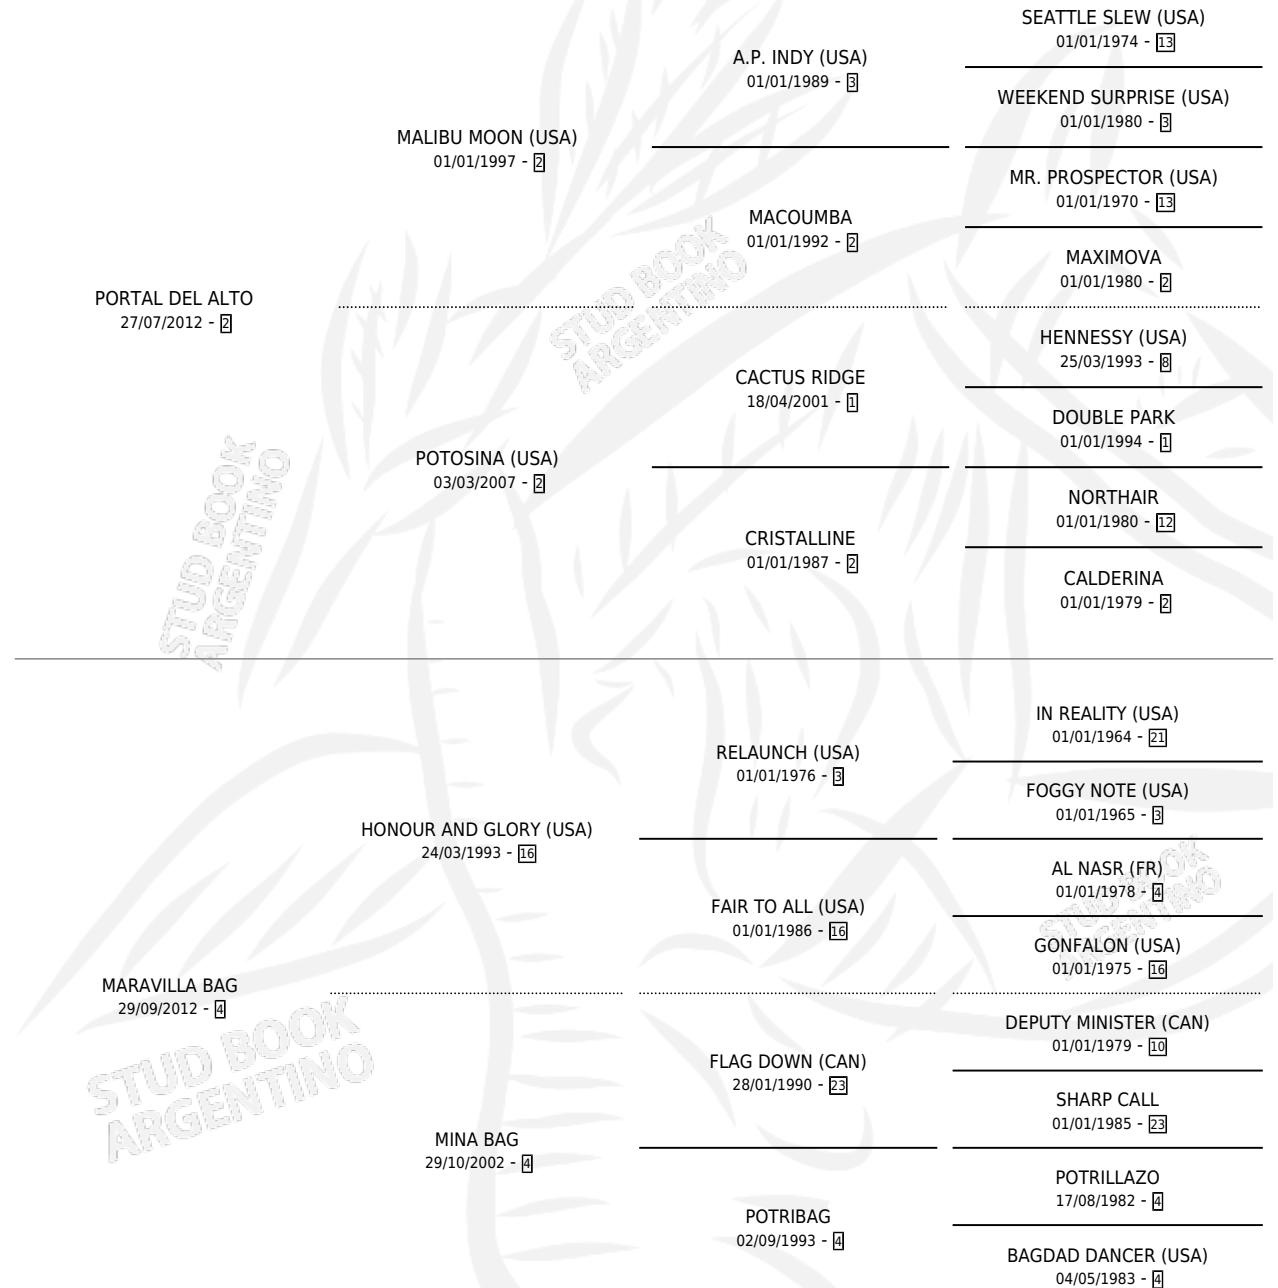 SEATTLE SLEW (USA)
01/01/1974 - 13
A.P. INDY (USA)
01/01/1989 - 3
WEEKEND SURPRISE (USA)
01/01/1980 - 3
MALIBU MOON (USA)
01/01/1997 - 2
MR. PROSPECTOR (USA)
01/01/1970 - 13
MACOUMBA
01/01/1992 - 2
MAXIMOVA
01/01/1980 - 2
PORTAL DEL ALTO
27/07/2012 - 2
HENNESSY (USA)
25/03/1993 - 8
CACTUS RIDGE
18/04/2001 - 1
DOUBLE PARK
01/01/1994 - 1
POTOSINA (USA)
03/03/2007 - 2
NORTHAIR
01/01/1980 - 12
CRISTALLINE
01/01/1987 - 2
CALDERINA
01/01/1979 - 2
STUD BOOK
ARGENTINO
STUD BOOK
ARGENTINO
IN REALITY (USA)
01/01/1964 - 21
RELAUNCH (USA)
01/01/1976 - 3
FOGGY NOTE (USA)
01/01/1965 - 3
HONOUR AND GLORY (USA)
24/03/1993 - 16
AL NASR (FR)
01/01/1978 - 4
FAIR TO ALL (USA)
01/01/1986 - 16
GONFALON (USA)
01/01/1975 - 16
MARAVILLA BAG
29/09/2012 - 4
DEPUTY MINISTER (CAN)
01/01/1979 - 10
FLAG DOWN (CAN)
28/01/1990 - 23
SHARP CALL
01/01/1985 - 23
MINA BAG
29/10/2002 - 4
POTRILLAZO
17/08/1982 - 4
POTRIBAG
02/09/1993 - 4
BAGDAD DANCER (USA)
04/05/1983 - 4
STUD BOOK
ARGENTINO
STUD BOOK
ARGENTINO